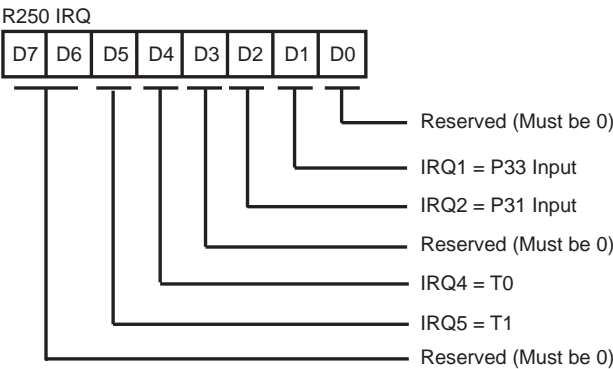 R250 IRQ
D7 D6 D5 D4 D3 D2 D1 D0
Reserved (Must be 0)
IRQ1 = P33 Input
IRQ2 = P31 Input
Reserved (Must be 0)
IRQ4 = T0
IRQ5 = T1
Reserved (Must be 0)